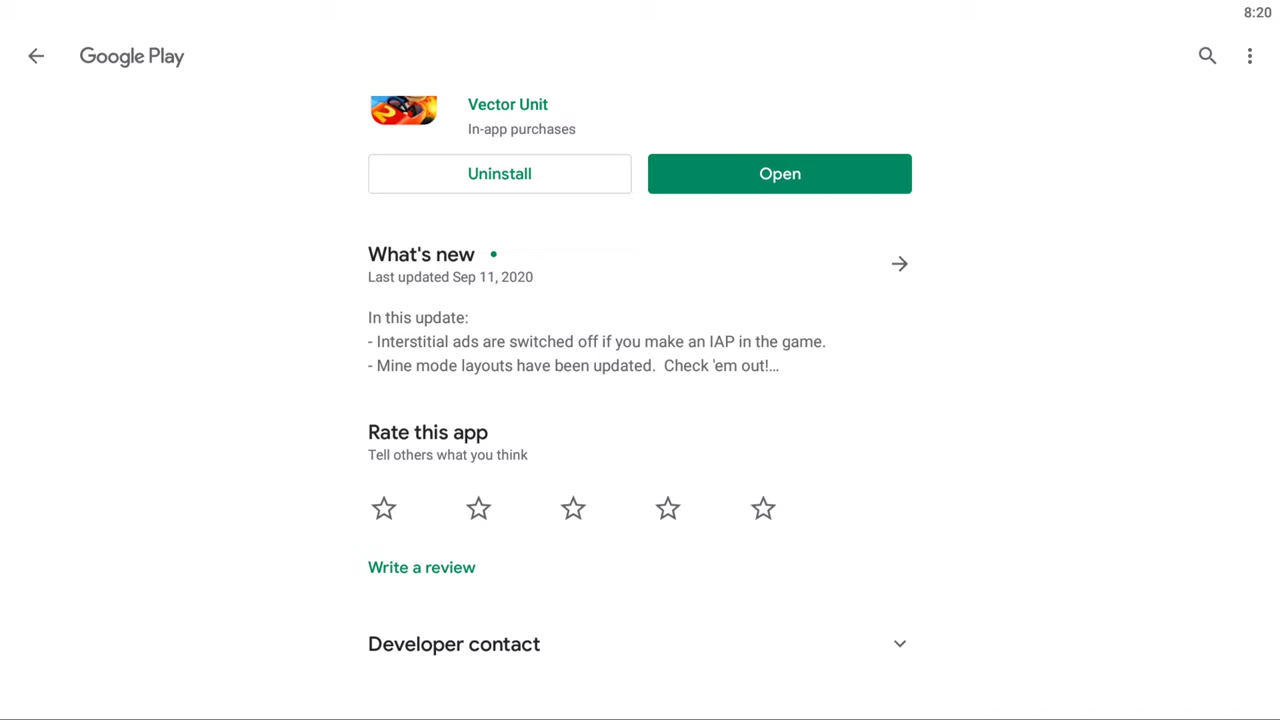 8:20
Google Play
2
Vector Unit
In-app purchases
Uninstall
Open
What's new
Last updated Sep 11, 2020
In this update:
- Interstitial ads are switched off if you make an IAP in the game.
- Mine mode layouts have been updated.  Check 'em out!…
Rate this app
Tell others what you think
Write a review
Developer contact